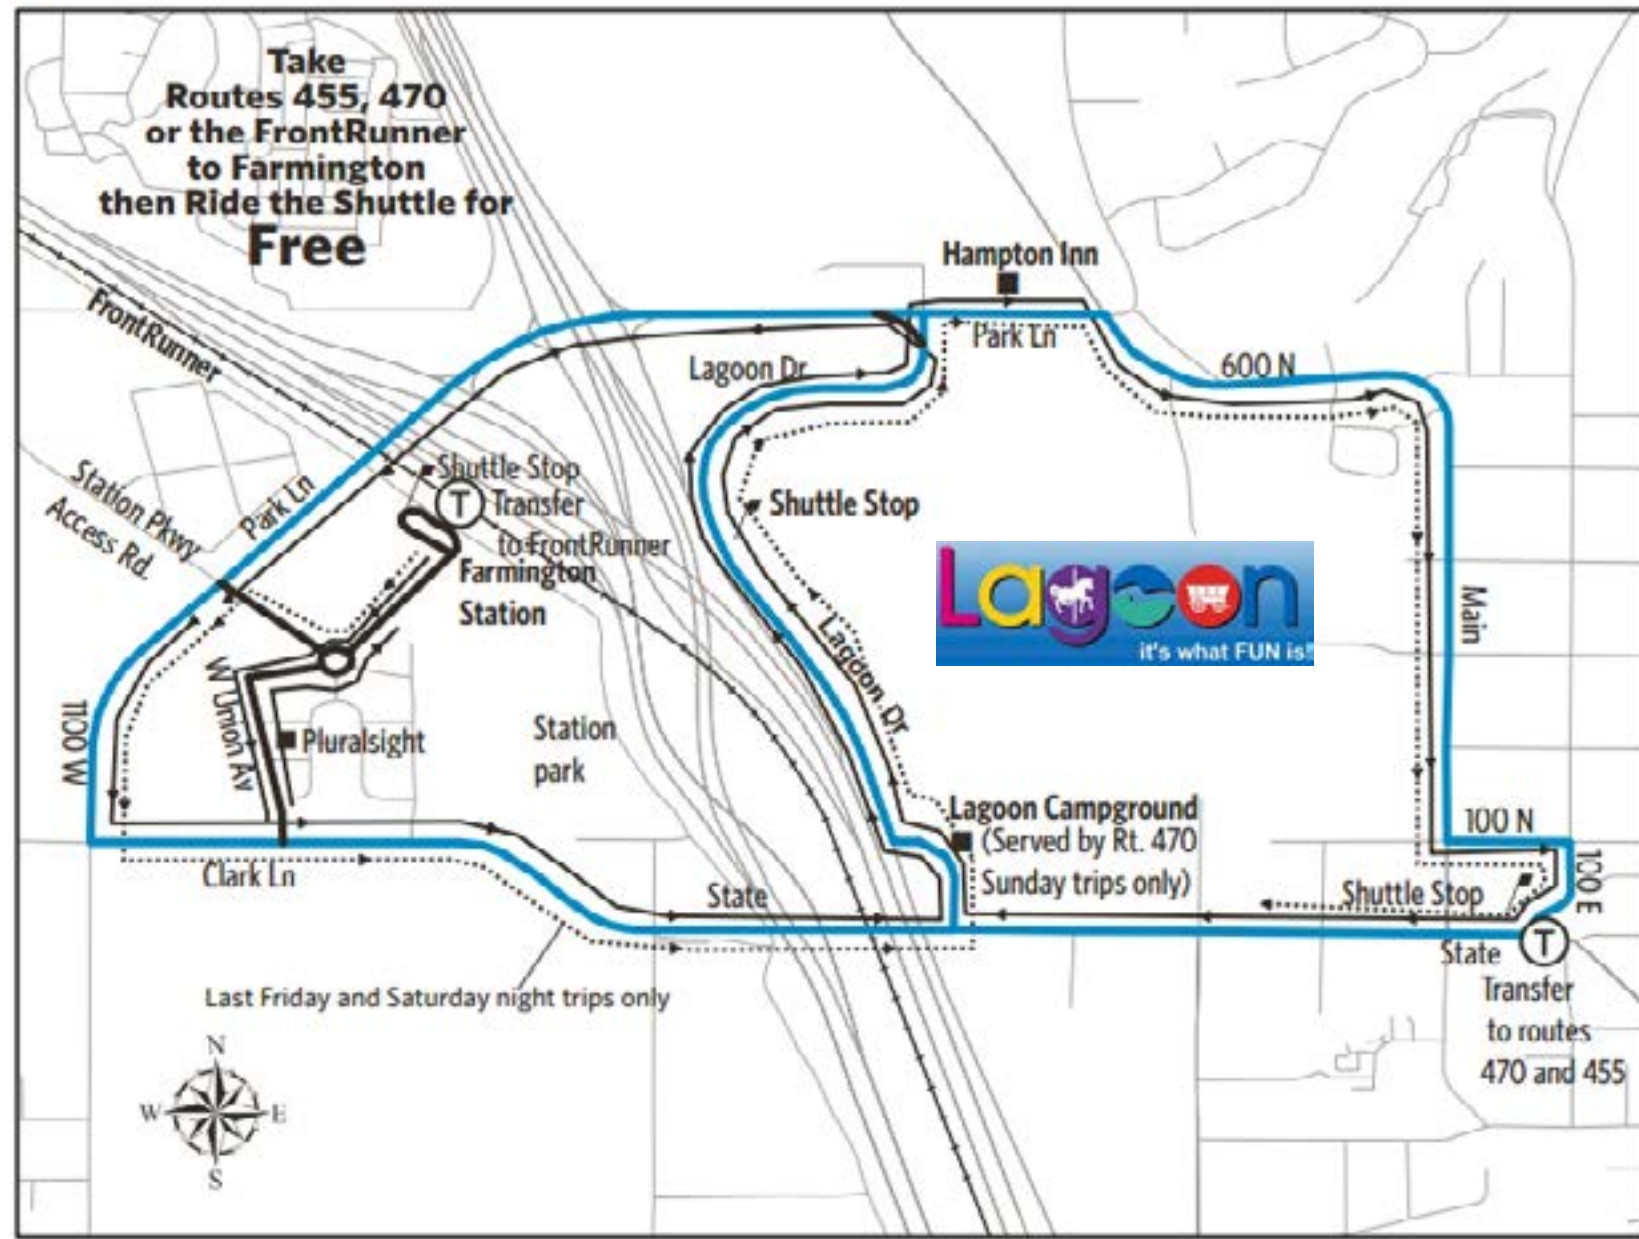 Take
Routes 455, 470
or the FrontRunner
to Farmington
then Ride the Shuttle for
Free
Hampton Inn
Park Ln
600 N
FrontRunner
Lagoon Dr
Shuttle Stop
T
Transfer
to FrontRunner
Farmington
Station
Shuttle Stop
Station Pkwy
Access Rd.
Park Ln
Lagoon
it's what FUN is!
Main
Lagoon Dr
W Union Av
1100 W
Pluralsight
Station
park
Lagoon Campground
(Served by Rt. 470
Sunday trips only)
100 N
100 E
Clark Ln
State
Shuttle Stop
State
T
Transfer
to routes
470 and 455
Last Friday and Saturday night trips only
N
W
E
S